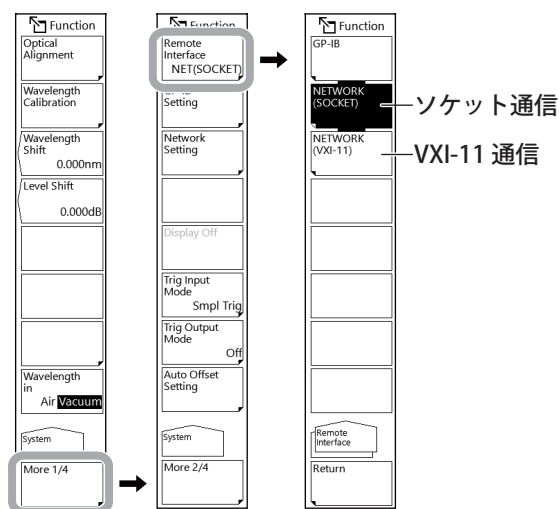 Function
Optical
Alignment
Wavelength
Calibration
Wavelength
Shift
0.000nm
Level Shift
0.000dB
Wavelength
in
Air Vacuum
System
More 1/4
Function
Remote
Interface
NET(SOCKET)
Setting
Network
Setting
Display Off
Trig Input
Mode
Smpl Trig
Trig Output
Mode
Off
Auto Offset
Setting
System
More 2/4
Function
GP-IB
NETWORK
(SOCKET)
NETWORK
(VXI-11)
Remote
Interface
Return
ソケット通信
VXI-11 通信